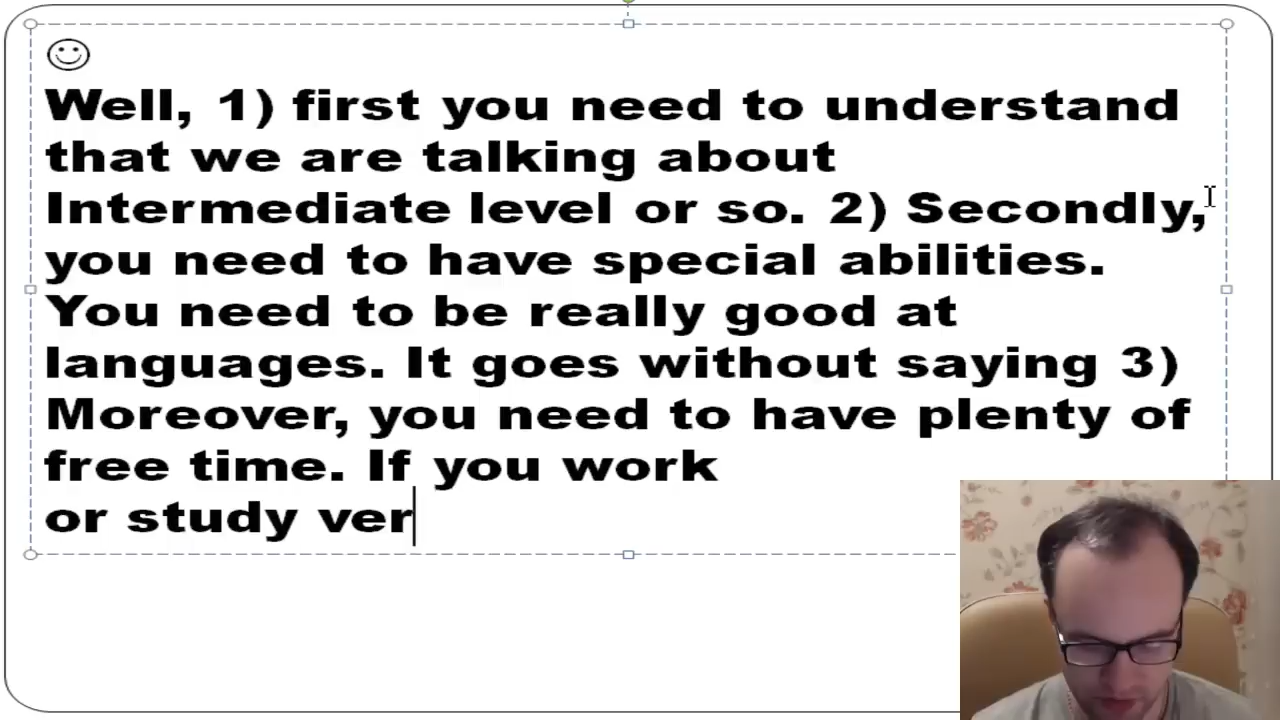 Well, 1) first you need to understand
that we are talking about
Intermediate level or so. 2) Secondly,
you need to have special abilities.
You need to be really good at
languages. It goes without saying 3)
Moreover, you need to have plenty of
free time. If you work
or study ver